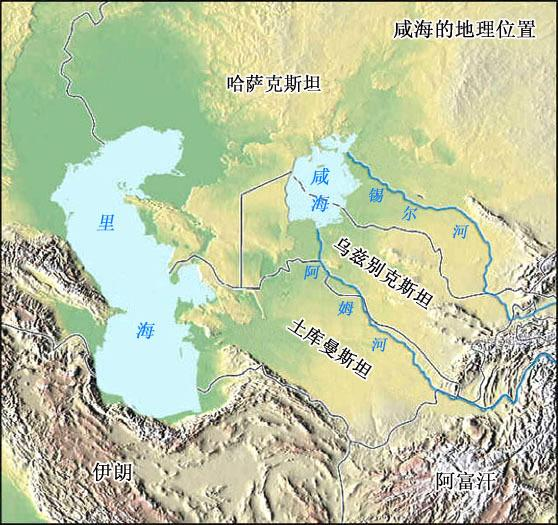 咸海的地理位置
哈萨克斯坦
咸海
锡尔河
里海
乌兹别克斯坦
阿姆河
土库曼斯坦
伊朗
阿富汗